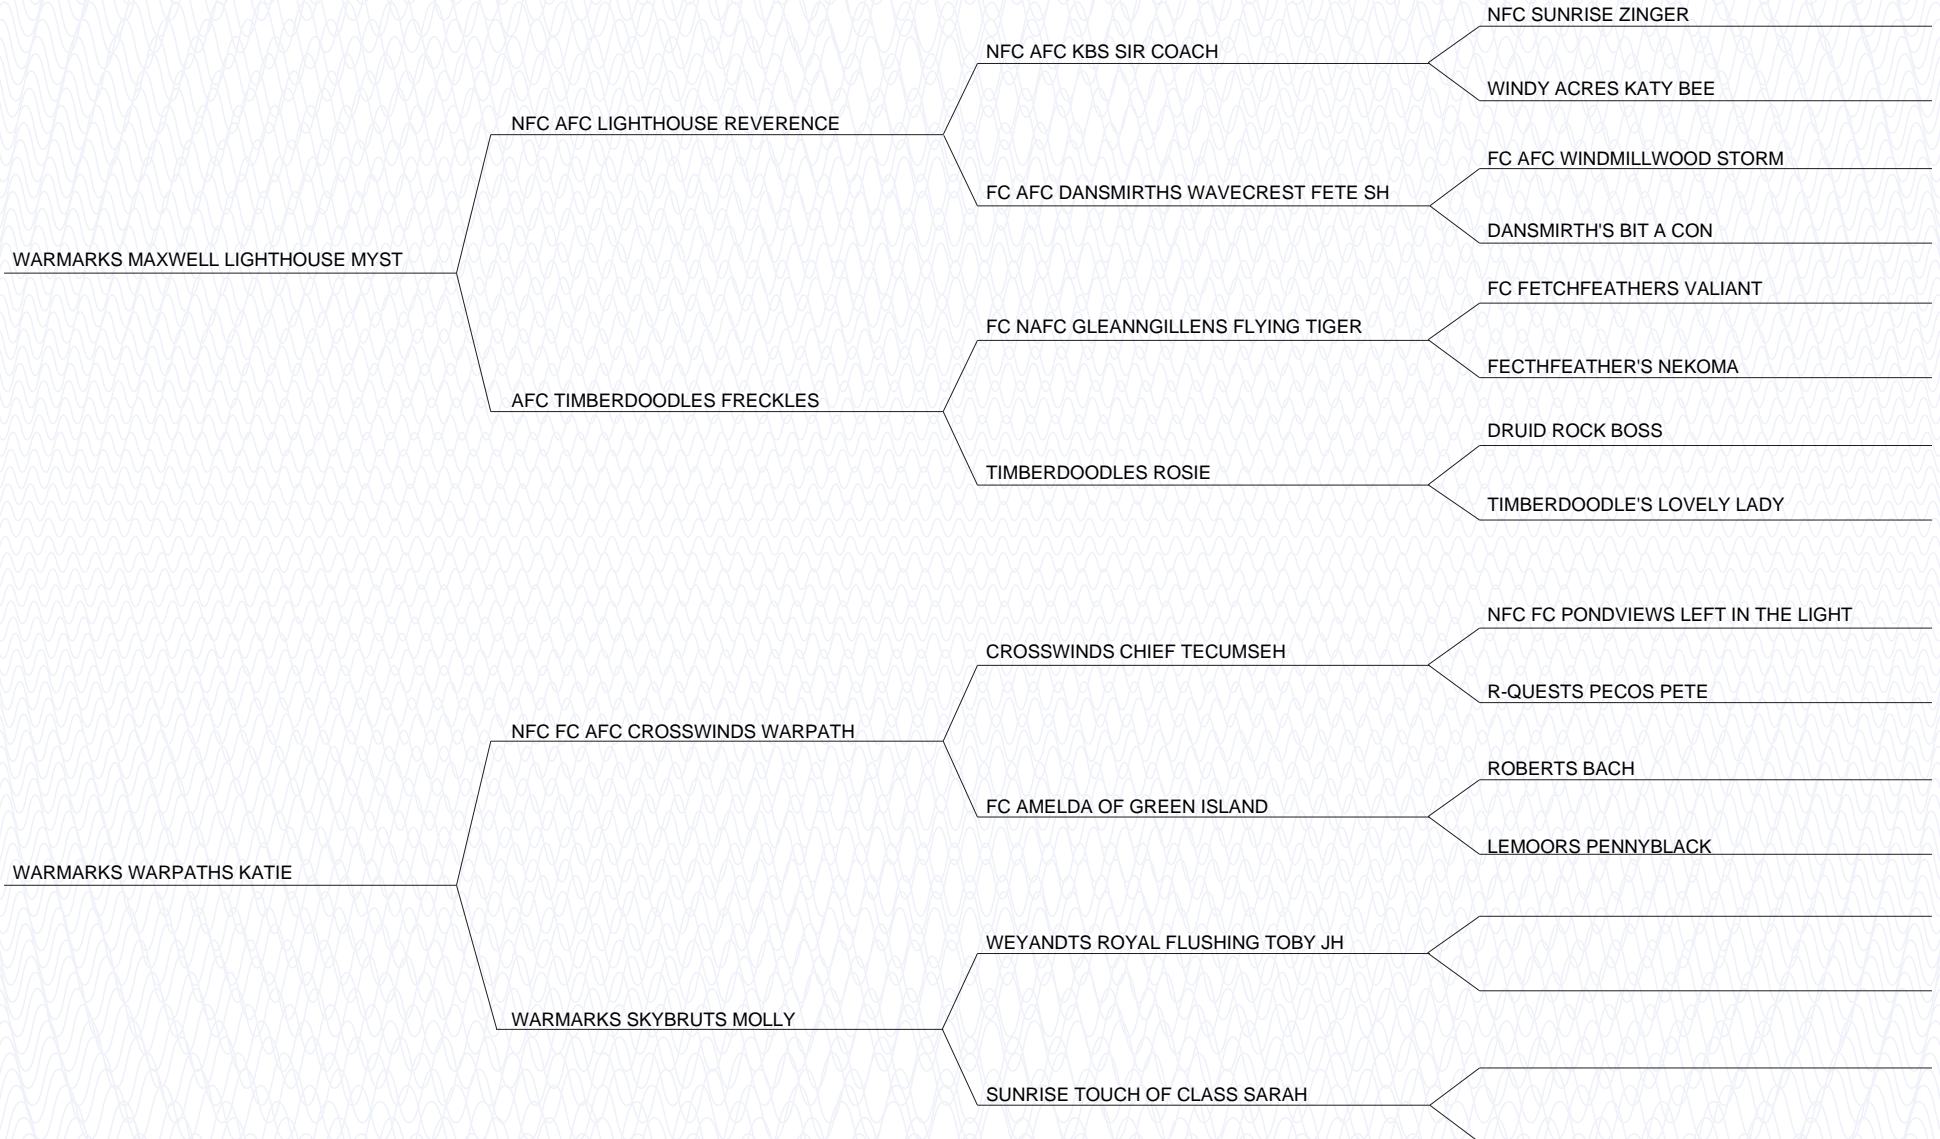 NFC SUNRISE ZINGER
NFC AFC KBS SIR COACH
WINDY ACRES KATY BEE
NFC AFC LIGHTHOUSE REVERENCE
FC AFC WINDMILLWOOD STORM
FC AFC DANSMIRTHS WAVECREST FETE SH
DANSMIRTH'S BIT A CON
WARMARKS MAXWELL LIGHTHOUSE MYST
FC FETCHFEATHERS VALIANT
FC NAFC GLEANNGILLENS FLYING TIGER
FECTHFEATHER'S NEKOMA
AFC TIMBERDOODLES FRECKLES
DRUID ROCK BOSS
TIMBERDOODLES ROSIE
TIMBERDOODLE'S LOVELY LADY
NFC FC PONDVIEWS LEFT IN THE LIGHT
CROSSWINDS CHIEF TECUMSEH
R-QUESTS PECOS PETE
NFC FC AFC CROSSWINDS WARPATH
ROBERTS BACH
FC AMELDA OF GREEN ISLAND
LEMOORS PENNYBLACK
WARMARKS WARPATHS KATIE
WEYANDTS ROYAL FLUSHING TOBY JH
WARMARKS SKYBRUTS MOLLY
SUNRISE TOUCH OF CLASS SARAH